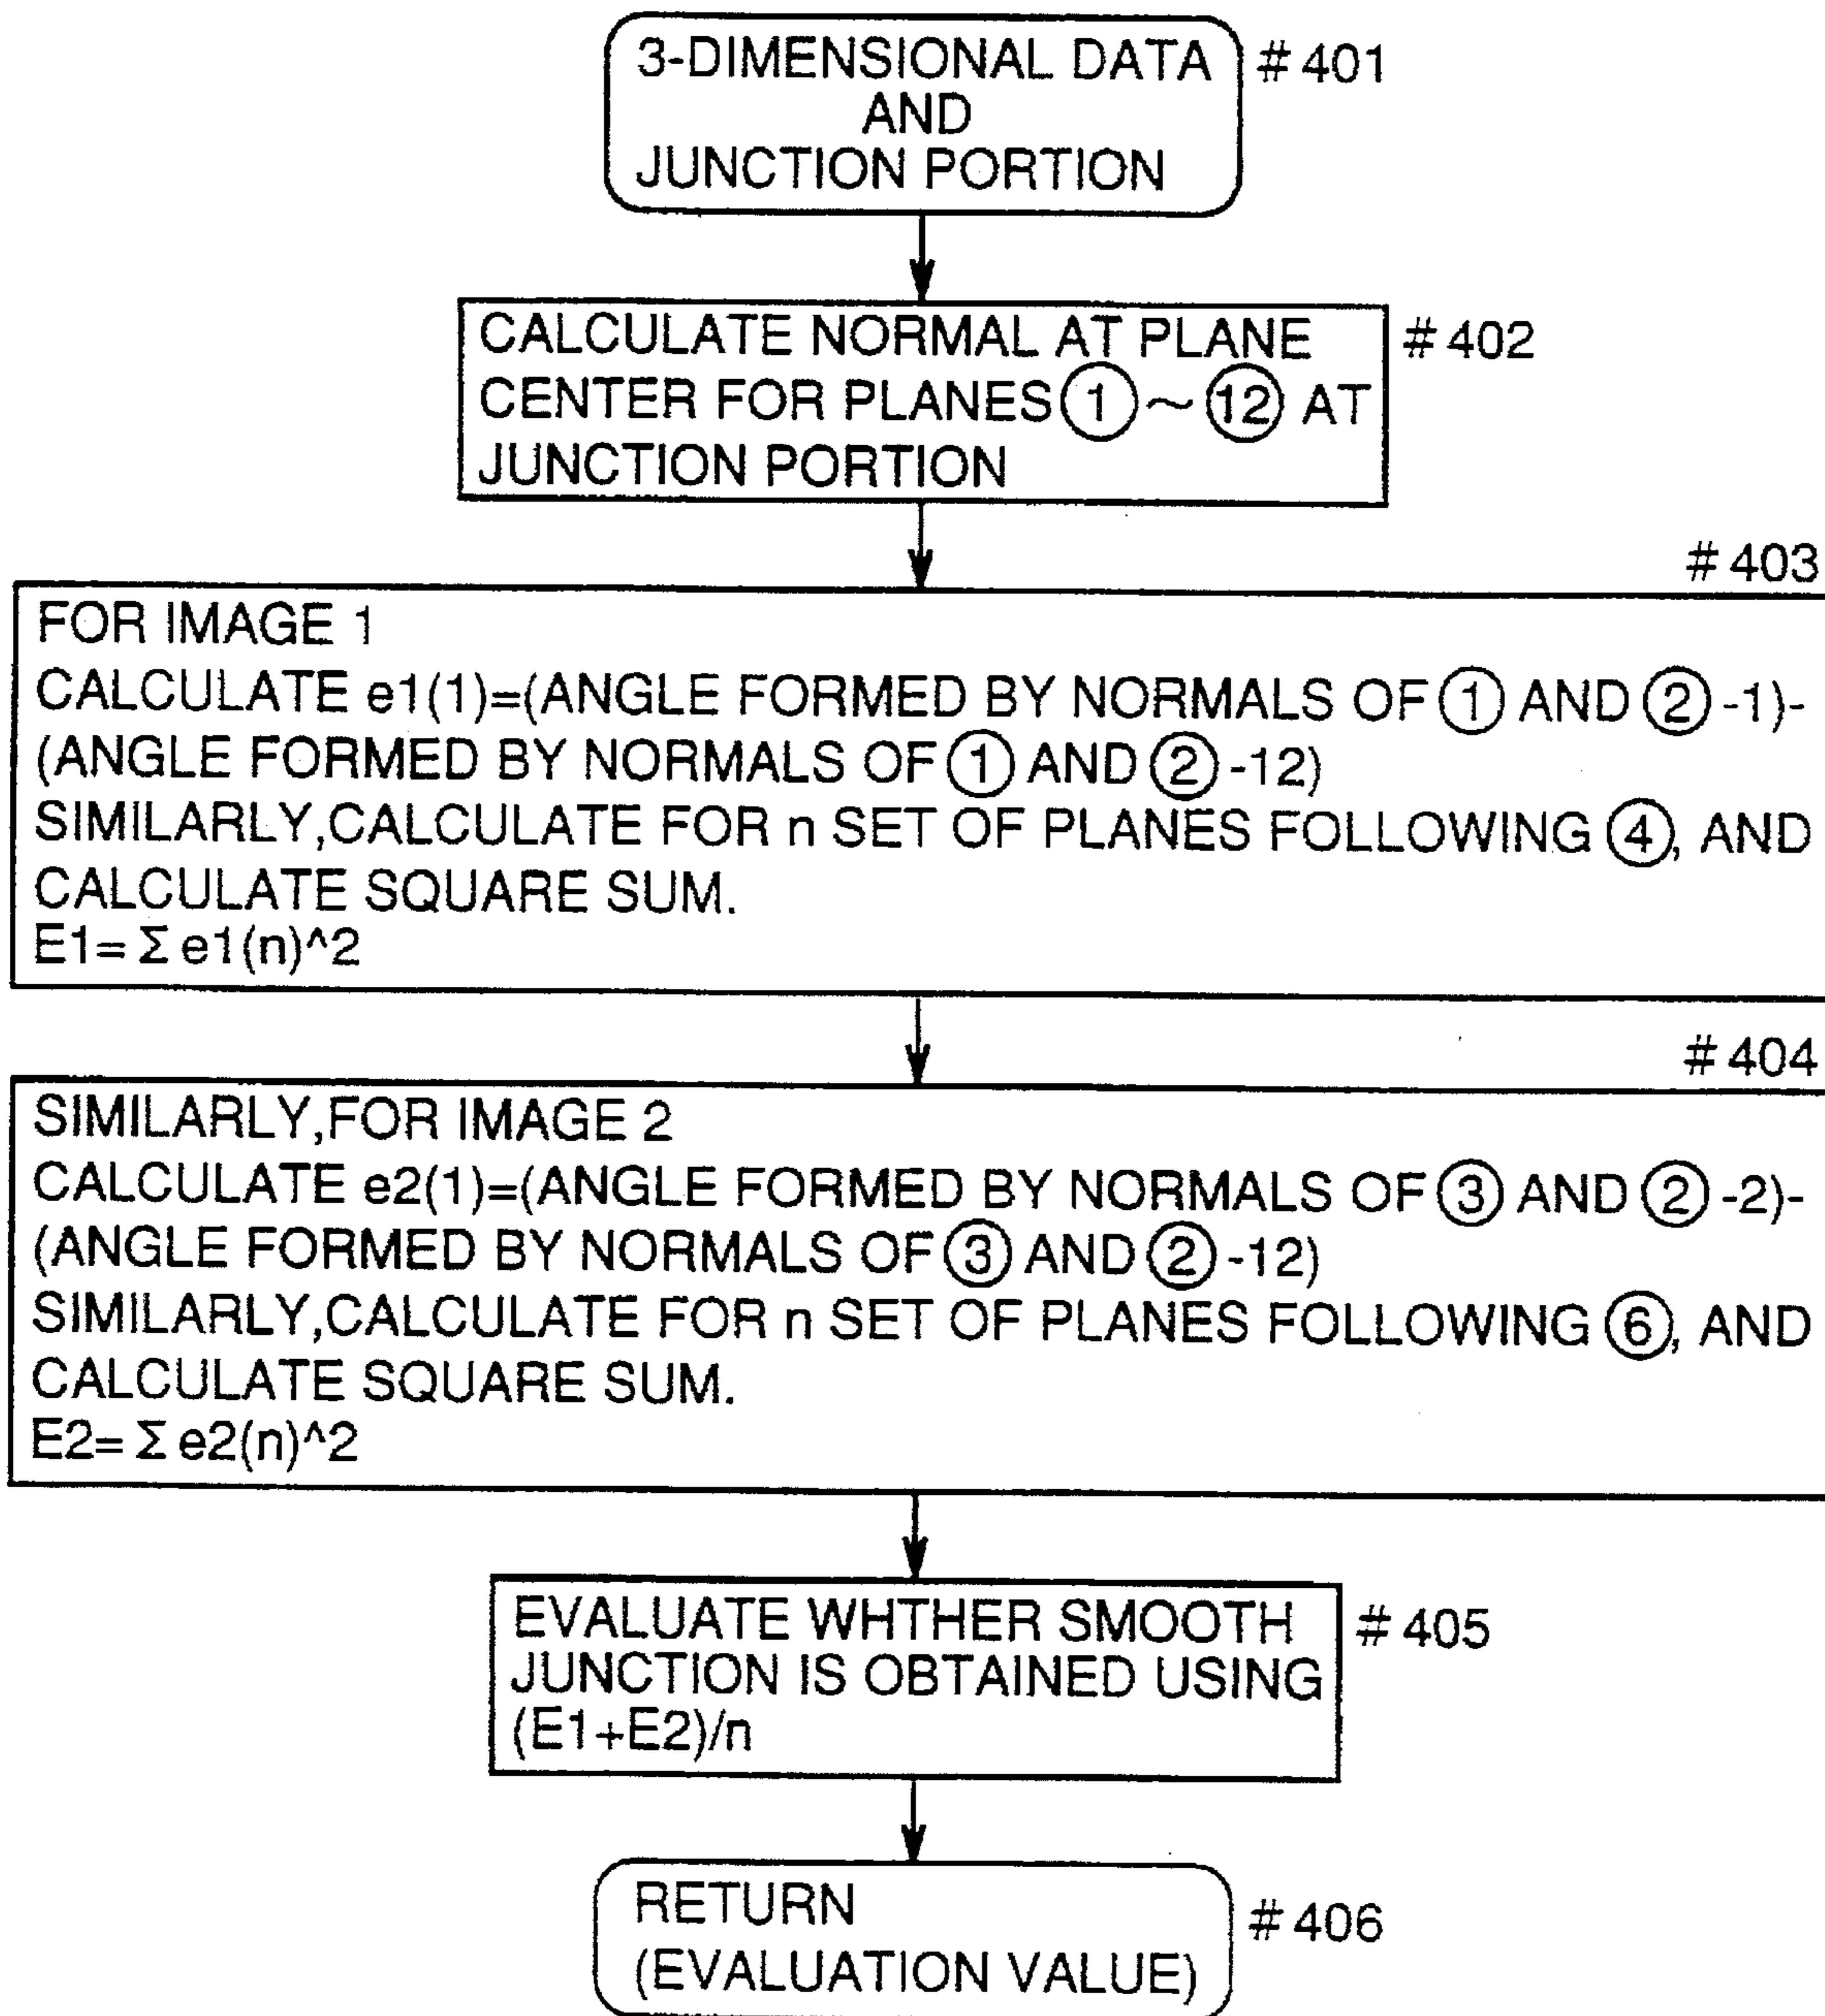 3-DIMENSIONAL DATA
AND
JUNCTION PORTION
# 401
CALCULATE NORMAL AT PLANE
CENTER FOR PLANES ① ~ ⑫ AT
JUNCTION PORTION
# 402
# 403
FOR IMAGE 1
CALCULATE e1(1)=(ANGLE FORMED BY NORMALS OF ① AND ② -1)-
(ANGLE FORMED BY NORMALS OF ① AND ② -12)
SIMILARLY,CALCULATE FOR n SET OF PLANES FOLLOWING ④, AND
CALCULATE SQUARE SUM.
E1= Σ e1(n)^2
# 404
SIMILARLY,FOR IMAGE 2
CALCULATE e2(1)=(ANGLE FORMED BY NORMALS OF ③ AND ② -2)-
(ANGLE FORMED BY NORMALS OF ③ AND ② -12)
SIMILARLY,CALCULATE FOR n SET OF PLANES FOLLOWING ⑥, AND
CALCULATE SQUARE SUM.
E2= Σ e2(n)^2
EVALUATE WHTHER SMOOTH
JUNCTION IS OBTAINED USING
(E1+E2)/n
# 405
RETURN
(EVALUATION VALUE)
# 406